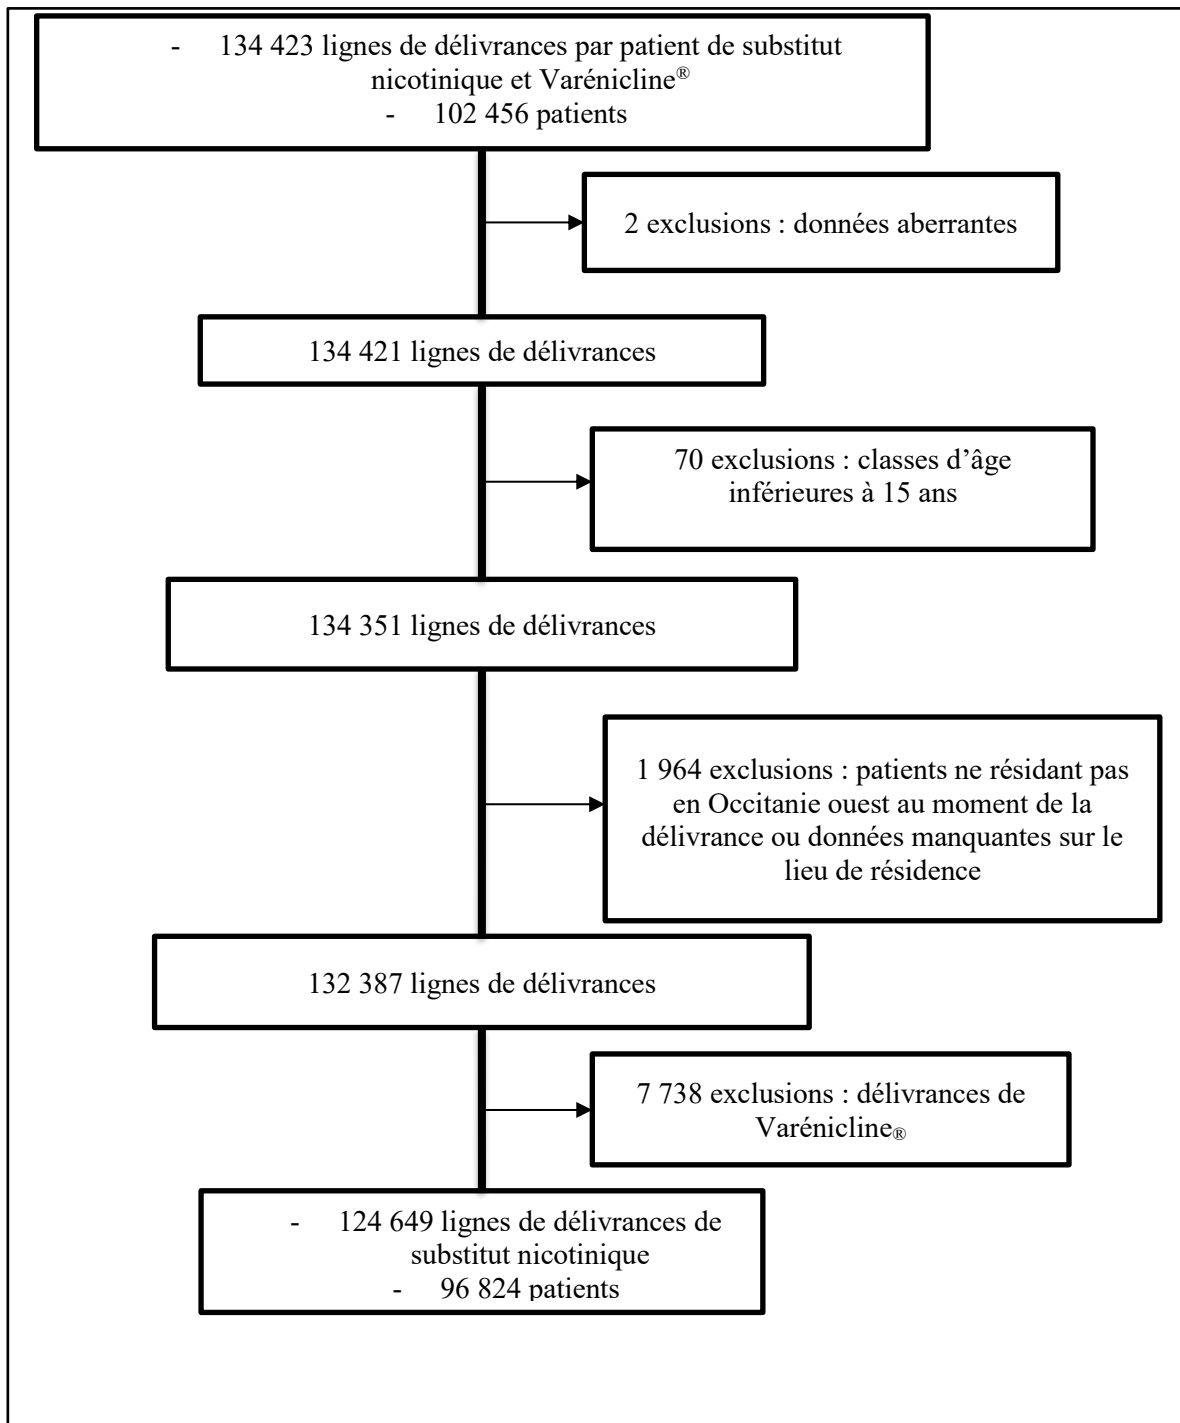 - 134 423 lignes de délivrances par patient de substitut
nicotinique et Varénicline®
- 102 456 patients
2 exclusions : données aberrantes
134 421 lignes de délivrances
70 exclusions : classes d’âge
inférieures à 15 ans
134 351 lignes de délivrances
1 964 exclusions : patients ne résidant pas
en Occitanie ouest au moment de la
délivrance ou données manquantes sur le
lieu de résidence
132 387 lignes de délivrances
7 738 exclusions : délivrances de
Varénicline®
- 124 649 lignes de délivrances de
substitut nicotinique
- 96 824 patients